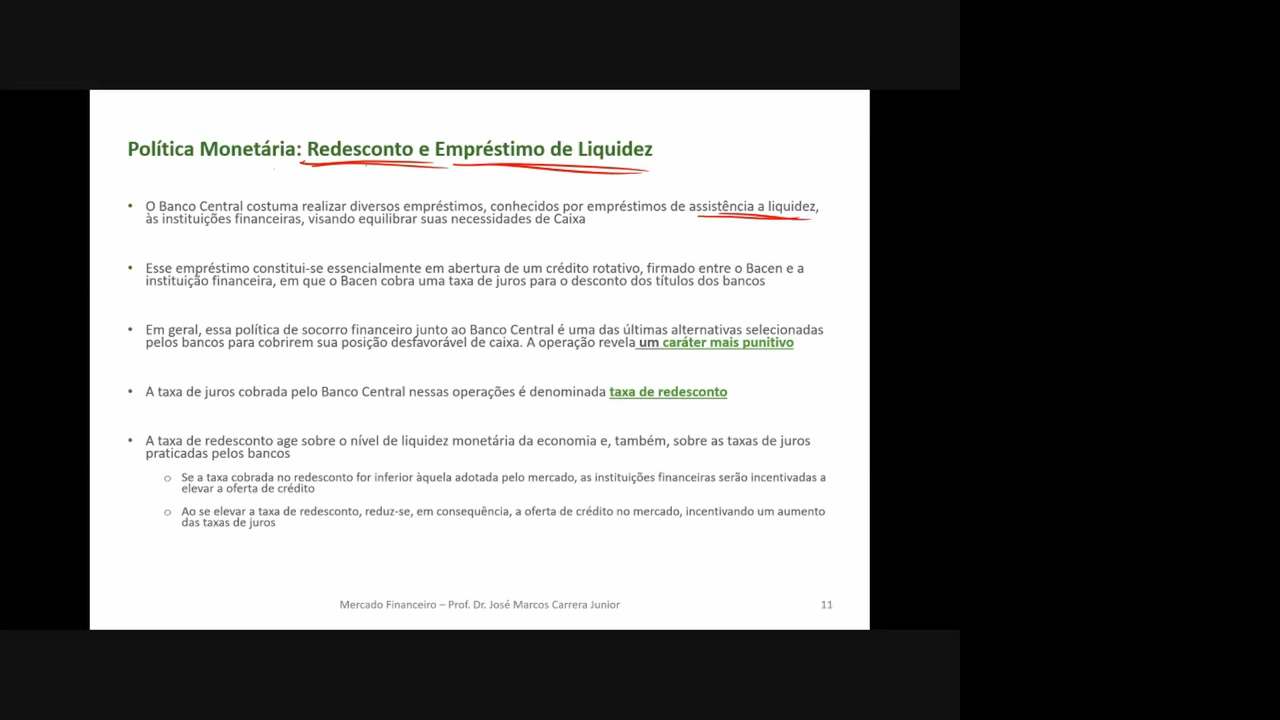 Política Monetária: Redesconto e Empréstimo de Liquidez
• O Banco Central costuma realizar diversos empréstimos, conhecidos por empréstimos de assistência a liquidez,
às instituições financeiras, visando equilibrar suas necessidades de Caixa
• Esse empréstimo constitui-se essencialmente em abertura de um crédito rotativo, firmado entre o Bacen e a
instituição financeira, em que o Bacen cobra uma taxa de juros para o desconto dos títulos dos bancos
• Em geral, essa política de socorro financeiro junto ao Banco Central é uma das últimas alternativas selecionadas
pelos bancos para cobrirem sua posição desfavorável de caixa. A operação revela um caráter mais punitivo
• A taxa de juros cobrada pelo Banco Central nessas operações é denominada taxa de redesconto
• A taxa de redesconto age sobre o nível de liquidez monetária da economia e, também, sobre as taxas de juros
praticadas pelos bancos
o Se a taxa cobrada no redesconto for inferior àquela adotada pelo mercado, as instituições financeiras serão incentivadas a
elevar a oferta de crédito
o Ao se elevar a taxa de redesconto, reduz-se, em consequência, a oferta de crédito no mercado, incentivando um aumento
das taxas de juros
Mercado Financeiro – Prof. Dr. José Marcos Carrera Junior
11